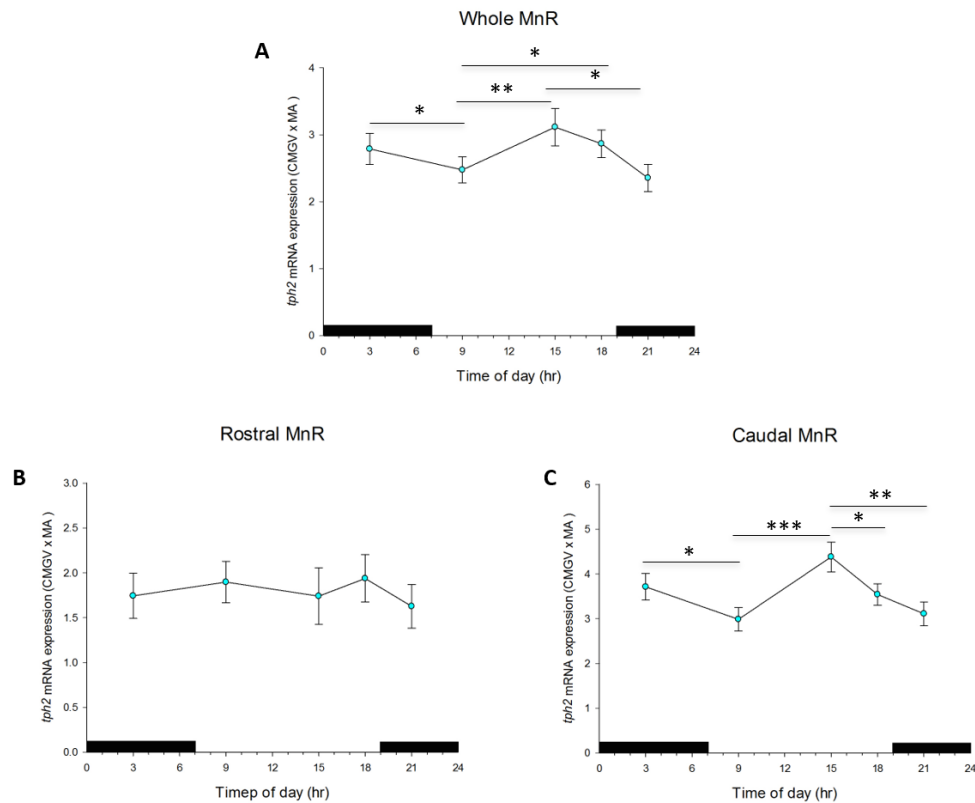 Whole MnR
A
*
* **
*
4
3
2
1
0
tph2 mRNA expression (CMGV x MA )
0 3 6 9 12 15 18 21 24
Time of day (hr)
Rostral MnR
B
3.0
2.5
2.0
1.5
1.0
0.5
0.0
tph2 mRNA expression (CMGV x MA)
0 3 6 9 12 15 18 21 24
Timep of day (hr)
Caudal MnR
C
**
*** *
*
6
5
4
3
2
1
0
tph2 mRNA expression (CMGV x MA)
0 3 6 9 12 15 18 21 24
Time of day (hr)